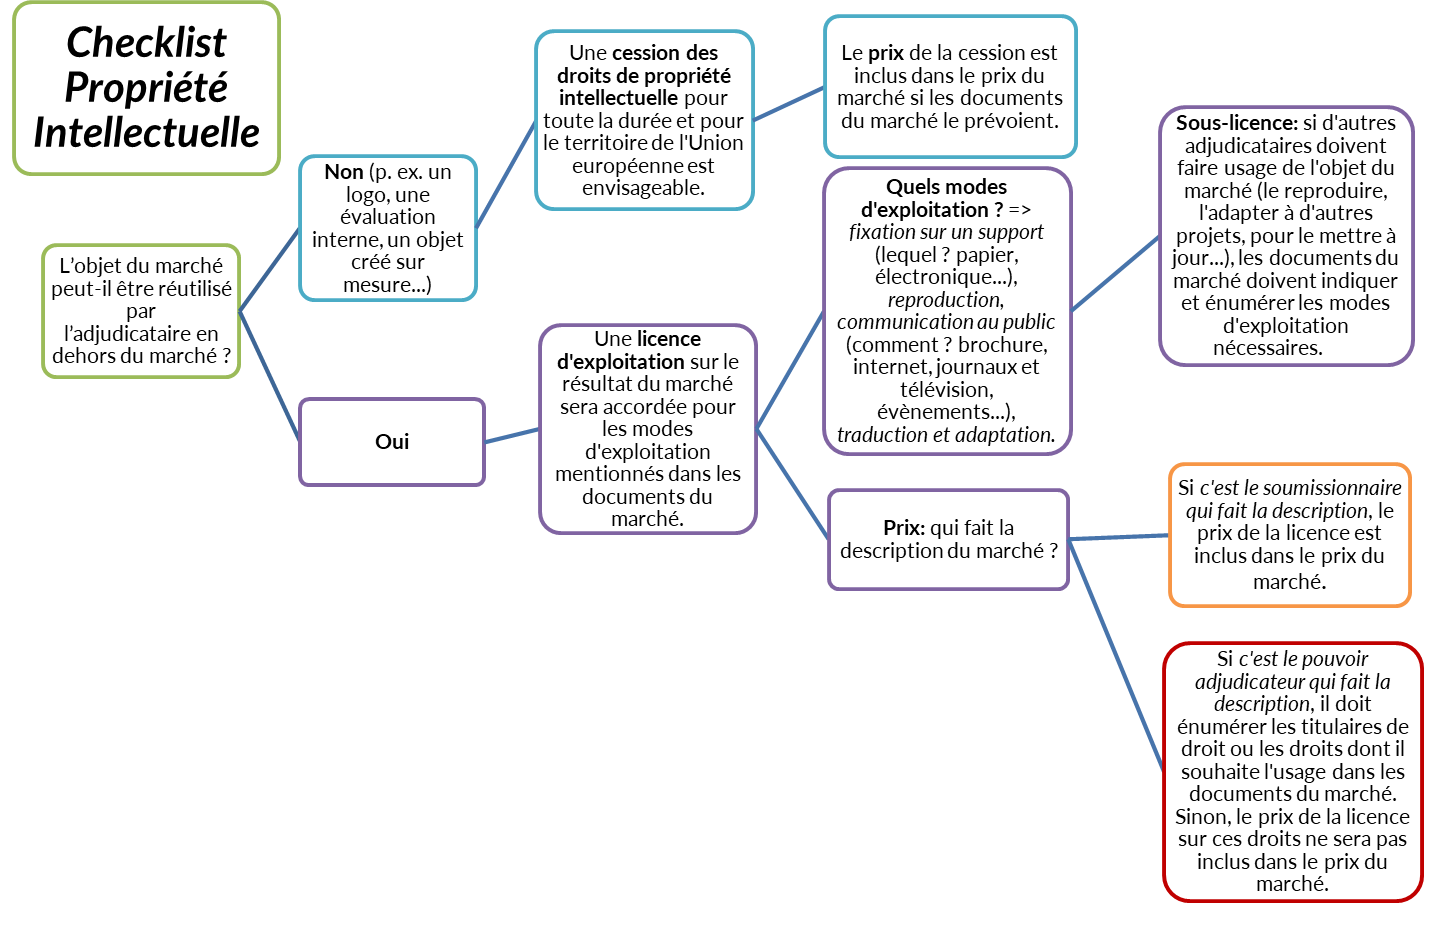 Checklist
Propriété
Intellectuelle
L’objet du marché
peut-il être réutilisé
par
l’adjudicataire en
dehors du marché ?
Non (p. ex. un
logo, une
évaluation
interne, un objet
créé sur
mesure...)
Une cession des
droits de propriété
intellectuelle pour
toute la durée et pour
le territoire de l'Union
européenne est
envisageable.
Le prix de la cession est
inclus dans le prix du
marché si les documents
du marché le prévoient.
Oui
Une licence
d'exploitation sur le
résultat du marché
sera accordée pour
les modes
d'exploitation
mentionnés dans les
documents du
marché.
Quels modes
d'exploitation ? =>
fixation sur un support
(lequel ? papier,
électronique...),
reproduction,
communication au public
(comment ? brochure,
internet, journaux et
télévision,
évènements...),
traduction et adaptation.
Sous-licence: si d'autres
adjudicataires doivent
faire usage de l'objet du
marché (le reproduire,
l'adapter à d'autres
projets, pour le mettre à
jour...), les documents du
marché doivent indiquer
et énumérer les modes
d'exploitation
nécessaires.
Prix: qui fait la
description du marché ?
Si c'est le soumissionnaire
qui fait la description, le
prix de la licence est
inclus dans le prix du
marché.
Si c'est le pouvoir
adjudicateur qui fait la
description, il doit
énumérer les titulaires de
droit ou les droits dont il
souhaite l'usage dans les
documents du marché.
Sinon, le prix de la licence
sur ces droits ne sera pas
inclus dans le prix du
marché.